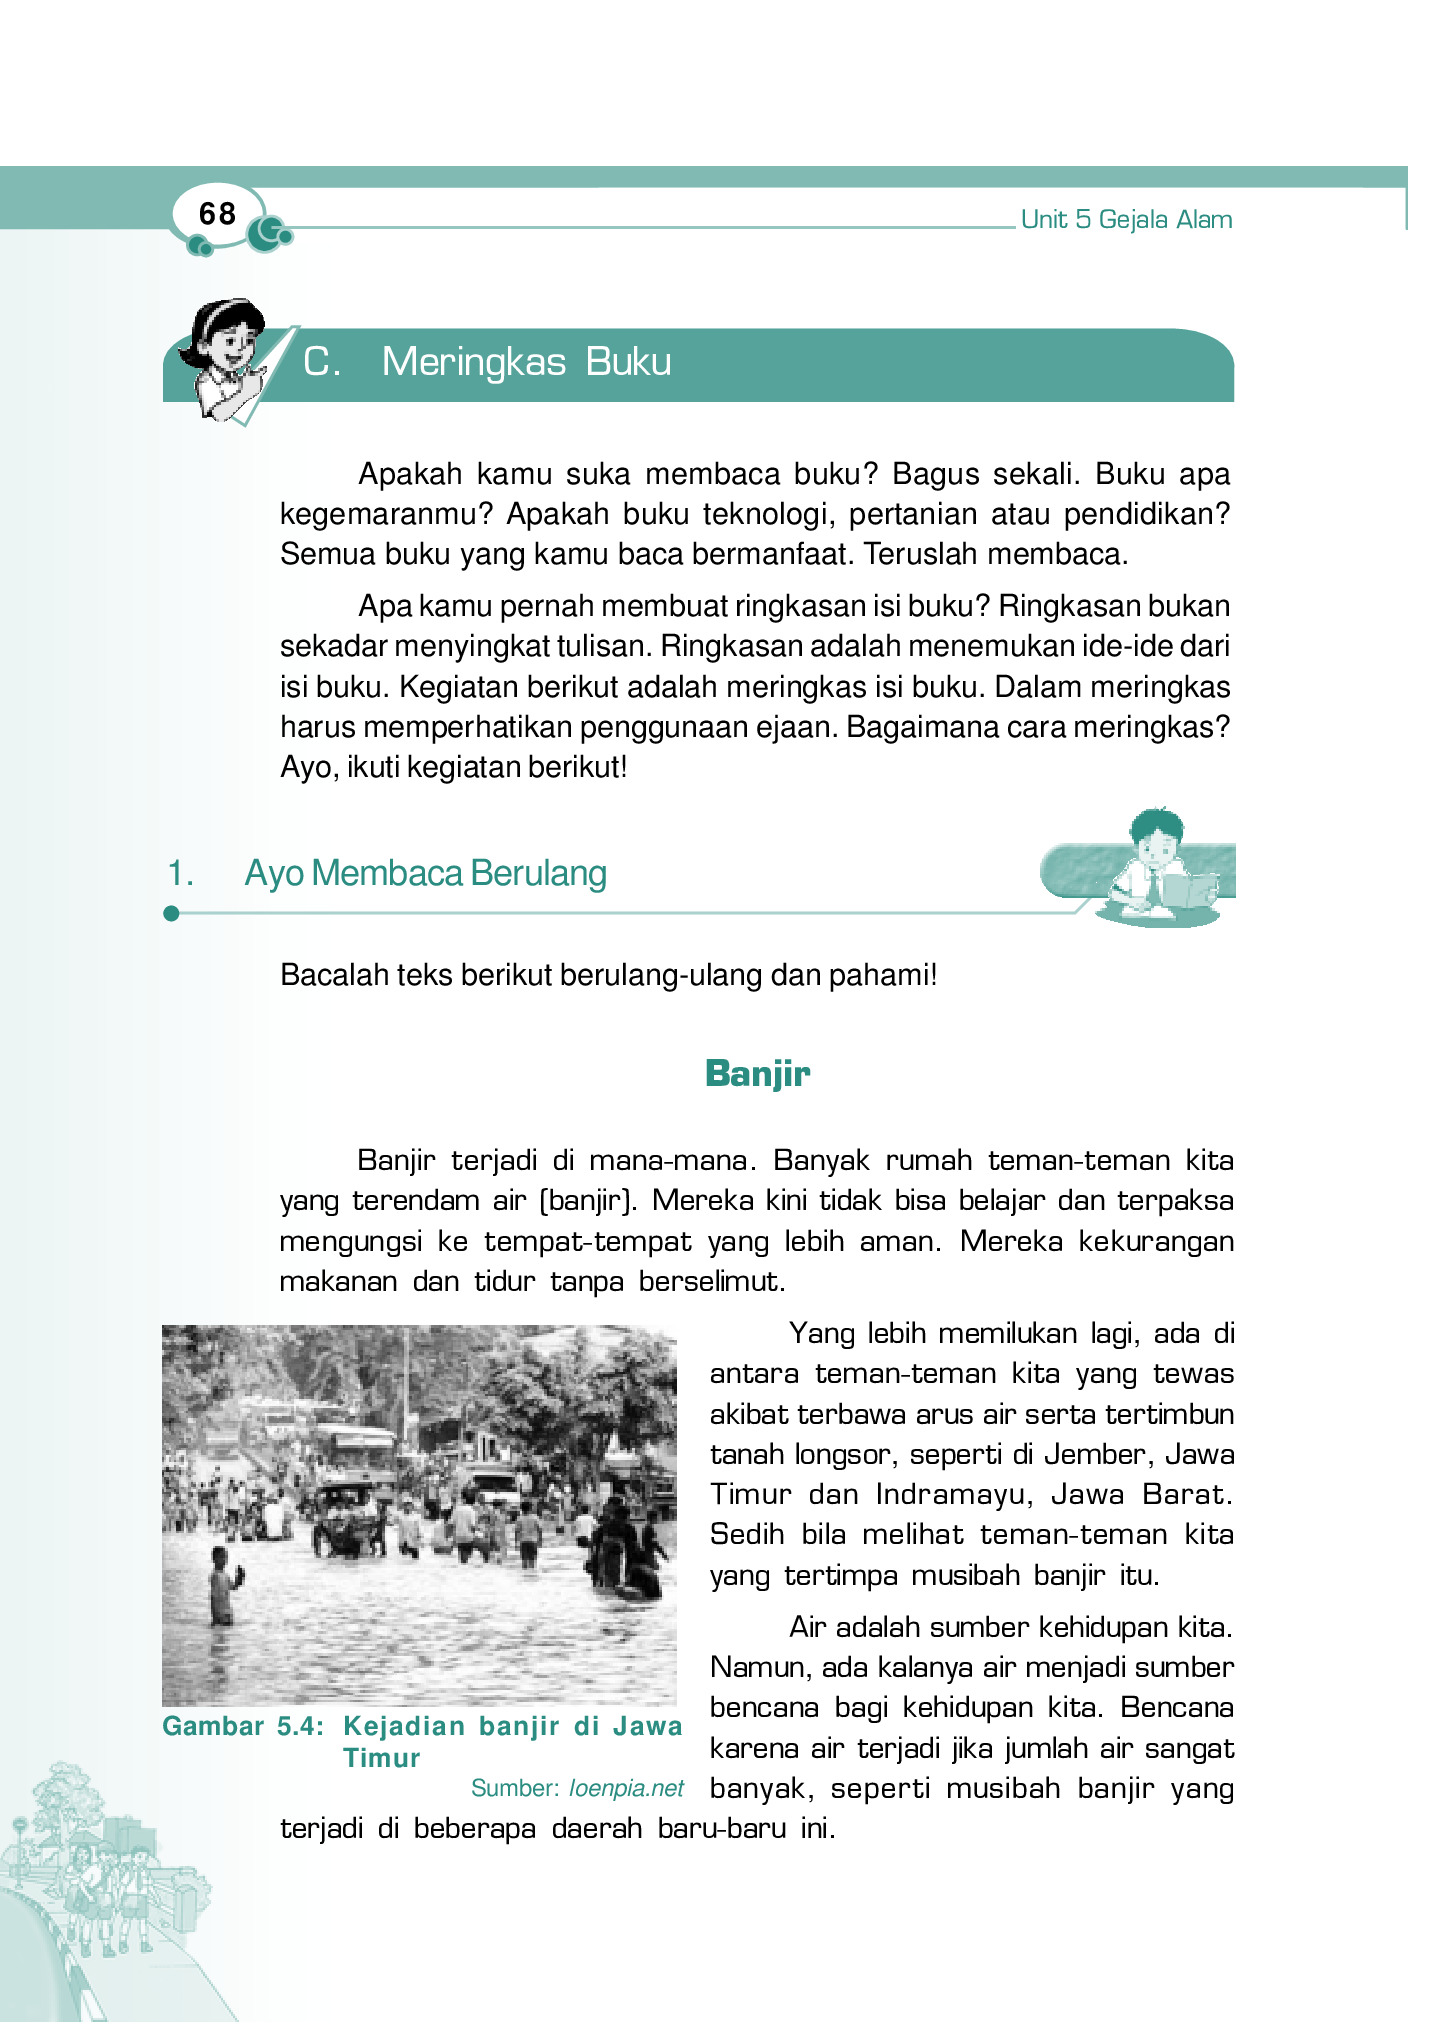 68
Unit 5 Gejala Alam
C. Meringkas Buku
Apakah kamu suka membaca buku? Bagus sekali. Buku apa
kegemaranmu? Apakah buku teknologi, pertanian atau pendidikan?
Semua buku yang kamu baca bermanfaat. Teruslah membaca.
Apa kamu pernah membuat ringkasan isi buku? Ringkasan bukan
sekadar menyingkat tulisan. Ringkasan adalah menemukan ide-ide dari
isi buku. Kegiatan berikut adalah meringkas isi buku. Dalam meringkas
harus memperhatikan penggunaan ejaan. Bagaimana cara meringkas?
Ayo, ikuti kegiatan berikut!
1. Ayo Membaca Berulang
Bacalah teks berikut berulang-ulang dan pahami!
Banjir
Banjir terjadi di mana-mana. Banyak rumah teman-teman kita
yang terendam air (banjir). Mereka kini tidak bisa belajar dan terpaksa
mengungsi ke tempat-tempat yang lebih aman. Mereka kekurangan
makanan dan tidur tanpa berselimut.
Yang lebih memilukan lagi, ada di
antara teman-teman kita yang tewas
akibat terbawa arus air serta tertimbun
tanah longsor, seperti di Jember, Jawa
Timur dan Indramayu, Jawa Barat.
Sedih bila melihat teman-teman kita
yang tertimpa musibah banjir itu.
Air adalah sumber kehidupan kita.
Namun, ada kalanya air menjadi sumber
bencana bagi kehidupan kita. Bencana
karena air terjadi jika jumlah air sangat
banyak, seperti musibah banjir yang
terjadi di beberapa daerah baru-baru ini.
Gambar 5.4: Kejadian banjir di Jawa
Timur
Sumber: loenpia.net